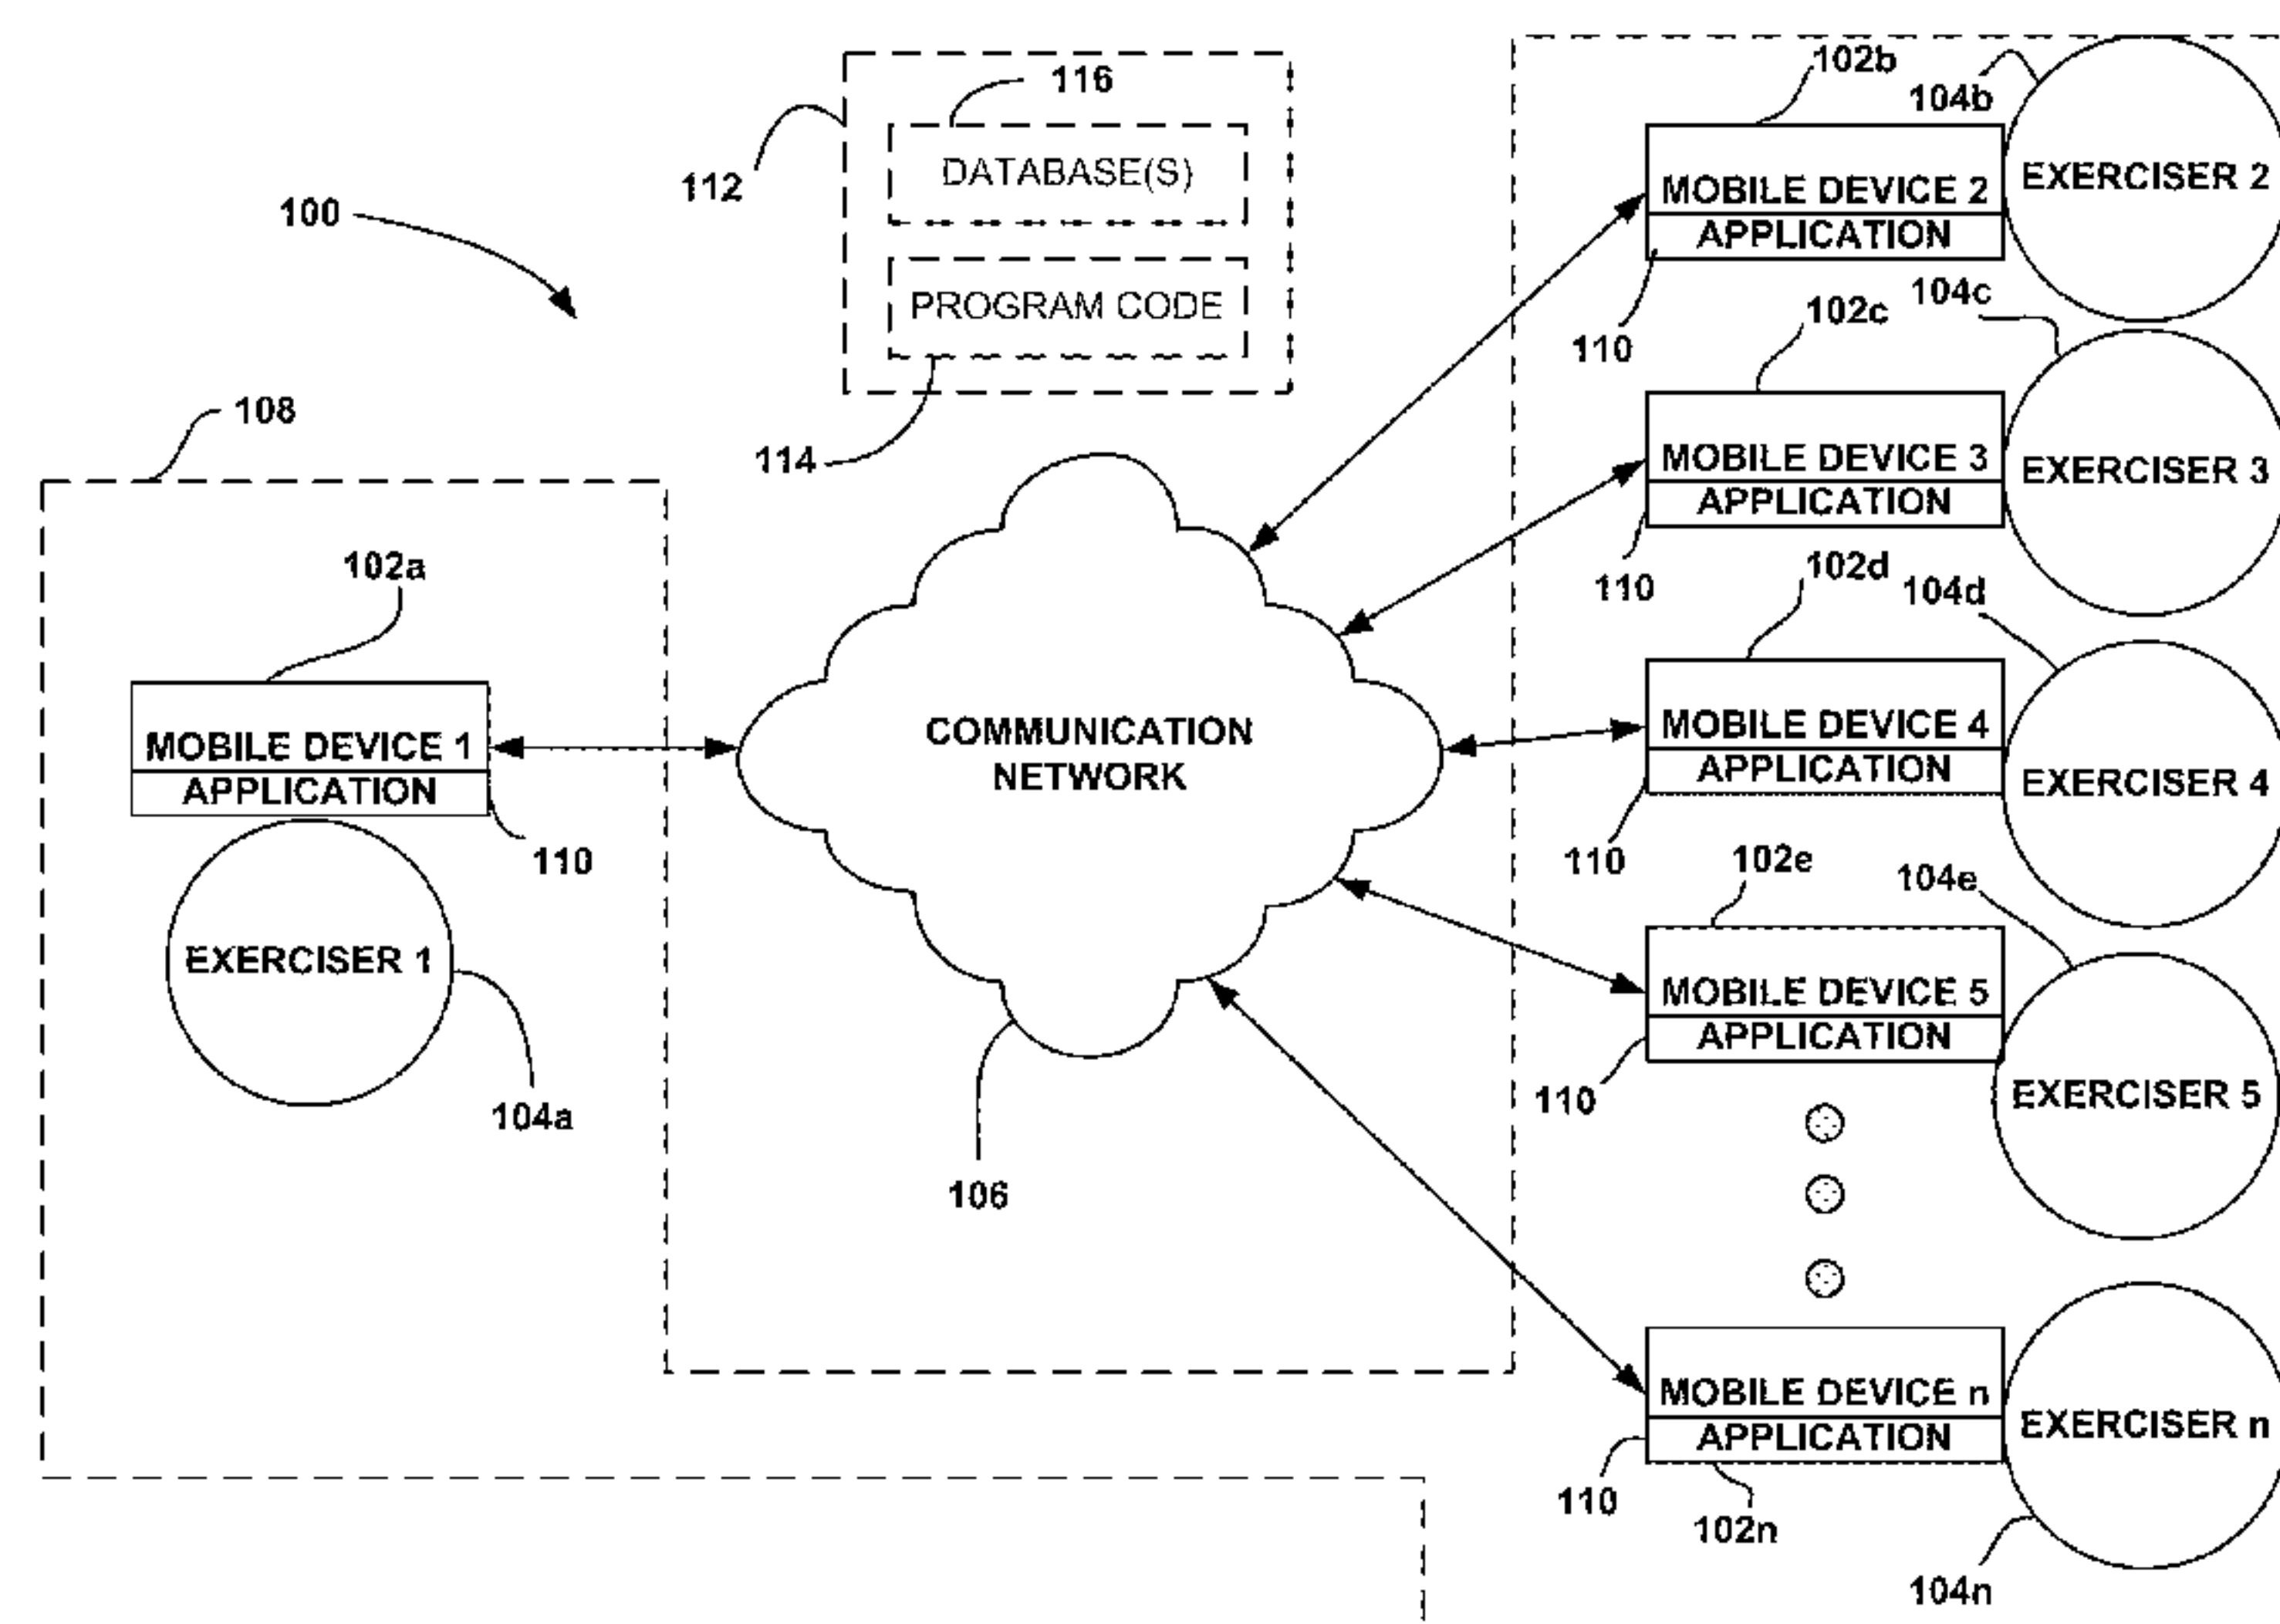 102b
116
104b
DATABASE(S)
EXERCISER 2
112
MOBILE DEVICE 2
100
APPLICATION
104c
PROGRAM CODE
102c
110
108
114
MOBILE DEVICE 3
EXERCISER 3
APPLICATION
102a
102d
110
104d
COMMUNICATION
NETWORK
MOBILE DEVICE 1
APPLICATION
MOBILE DEVICE 4
APPLICATION
EXERCISER 4
110
110
102e
104e
EXERCISER 1
MOBILE DEVICE 5
APPLICATION
104a
110
EXERCISER 5
106
MOBILE DEVICE n
APPLICATION
EXERCISER n
110
102n
104n